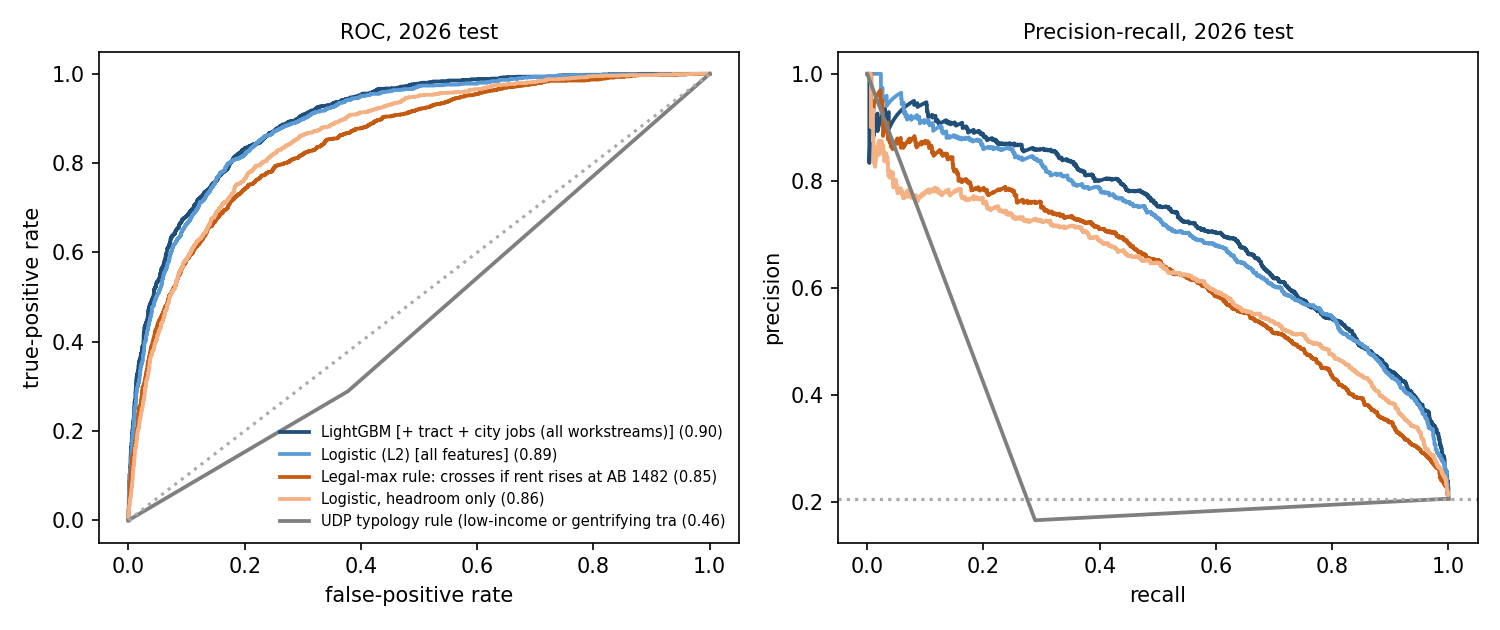 ROC, 2026 test
1.0
0.8
0.6
0.4
0.2
0.0
true-positive rate
LightGBM [+ tract + city jobs (all workstreams)] (0.90)
Logistic (L2) [all features] (0.89)
Legal-max rule: crosses if rent rises at AB 1482 (0.85)
Logistic, headroom only (0.86)
UDP typology rule (low-income or gentrifying tra (0.46)
0.0 0.2 0.4 0.6 0.8 1.0
false-positive rate
Precision-recall, 2026 test
1.0
0.8
0.6
0.4
0.2
precision
0.0 0.2 0.4 0.6 0.8 1.0
recall